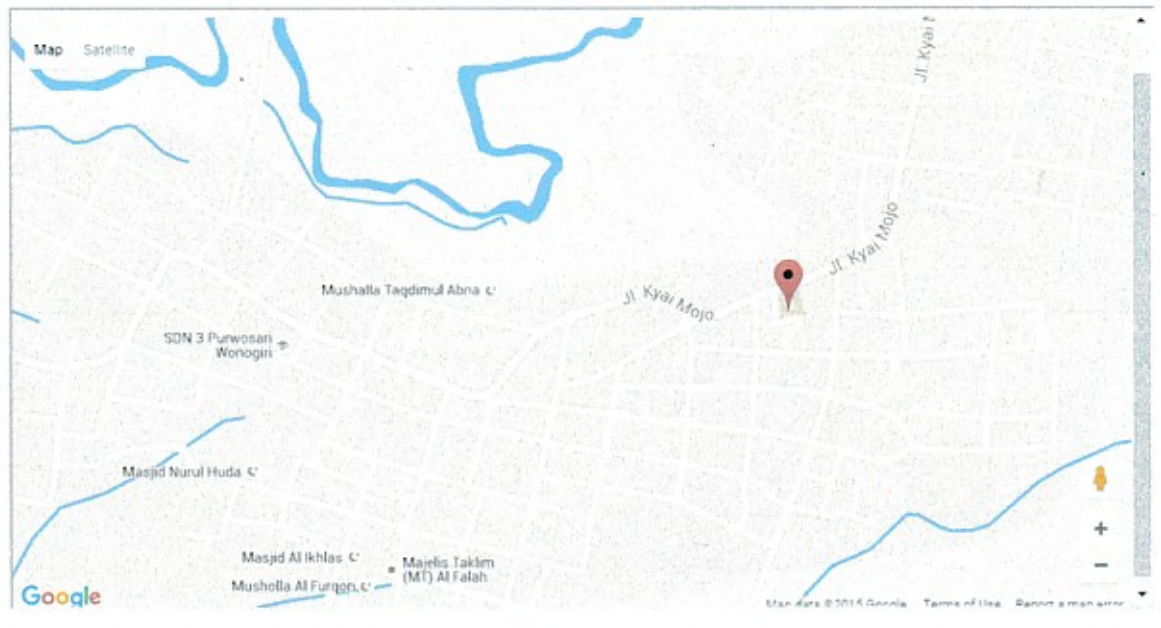 Map Satellite
Jl. Kyai
Jl. Kyai Mojo
Mushalla Taqdimul Abna
Jl. Kyai Mojo
SDN 3 Purwosari
Wonogiri
Masjid Nurul Huda
Masjid Al Ikhlas
Majelis Taklim
(MT) Al Falah
Musholla Al Furqon
Google
Map data ©2015 Google Terms of Use Report a map error